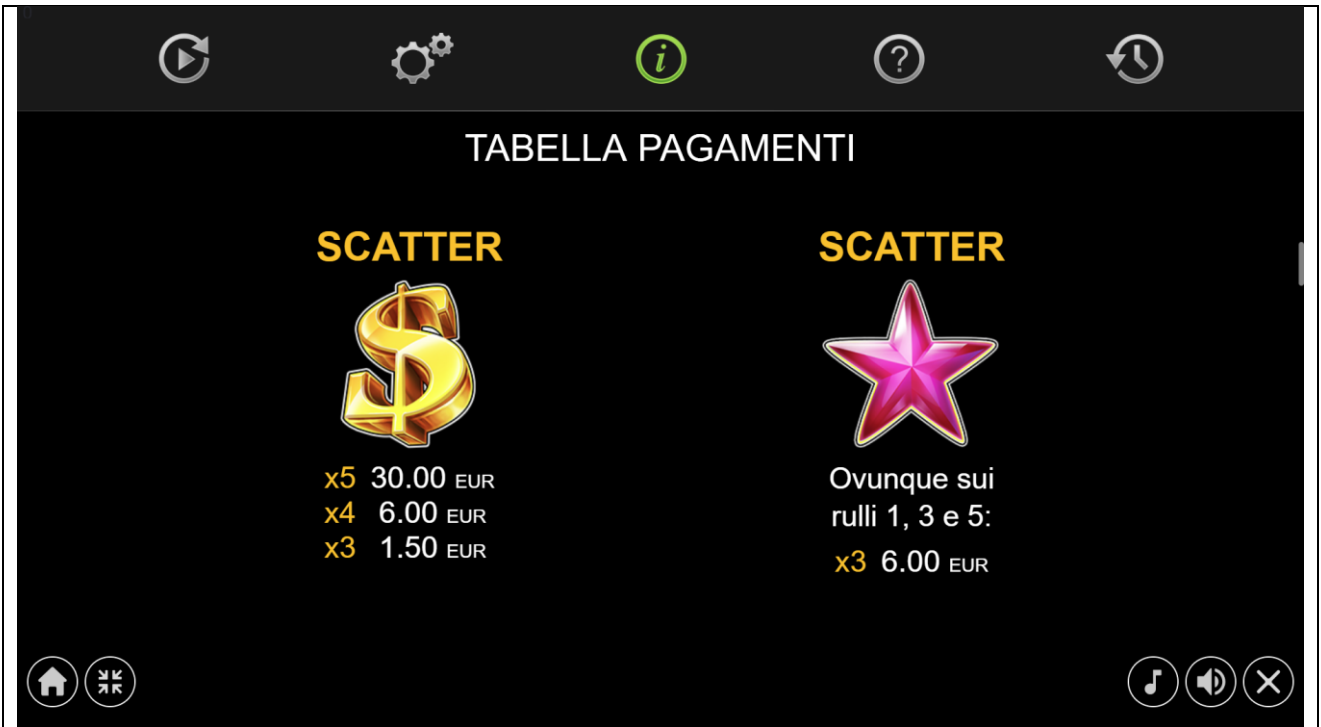 0
TABELLA PAGAMENTI
SCATTER
x5 30.00 EUR
x4 6.00 EUR
x3 1.50 EUR
SCATTER
Ovunque sui
rulli 1, 3 e 5:
x3 6.00 EUR